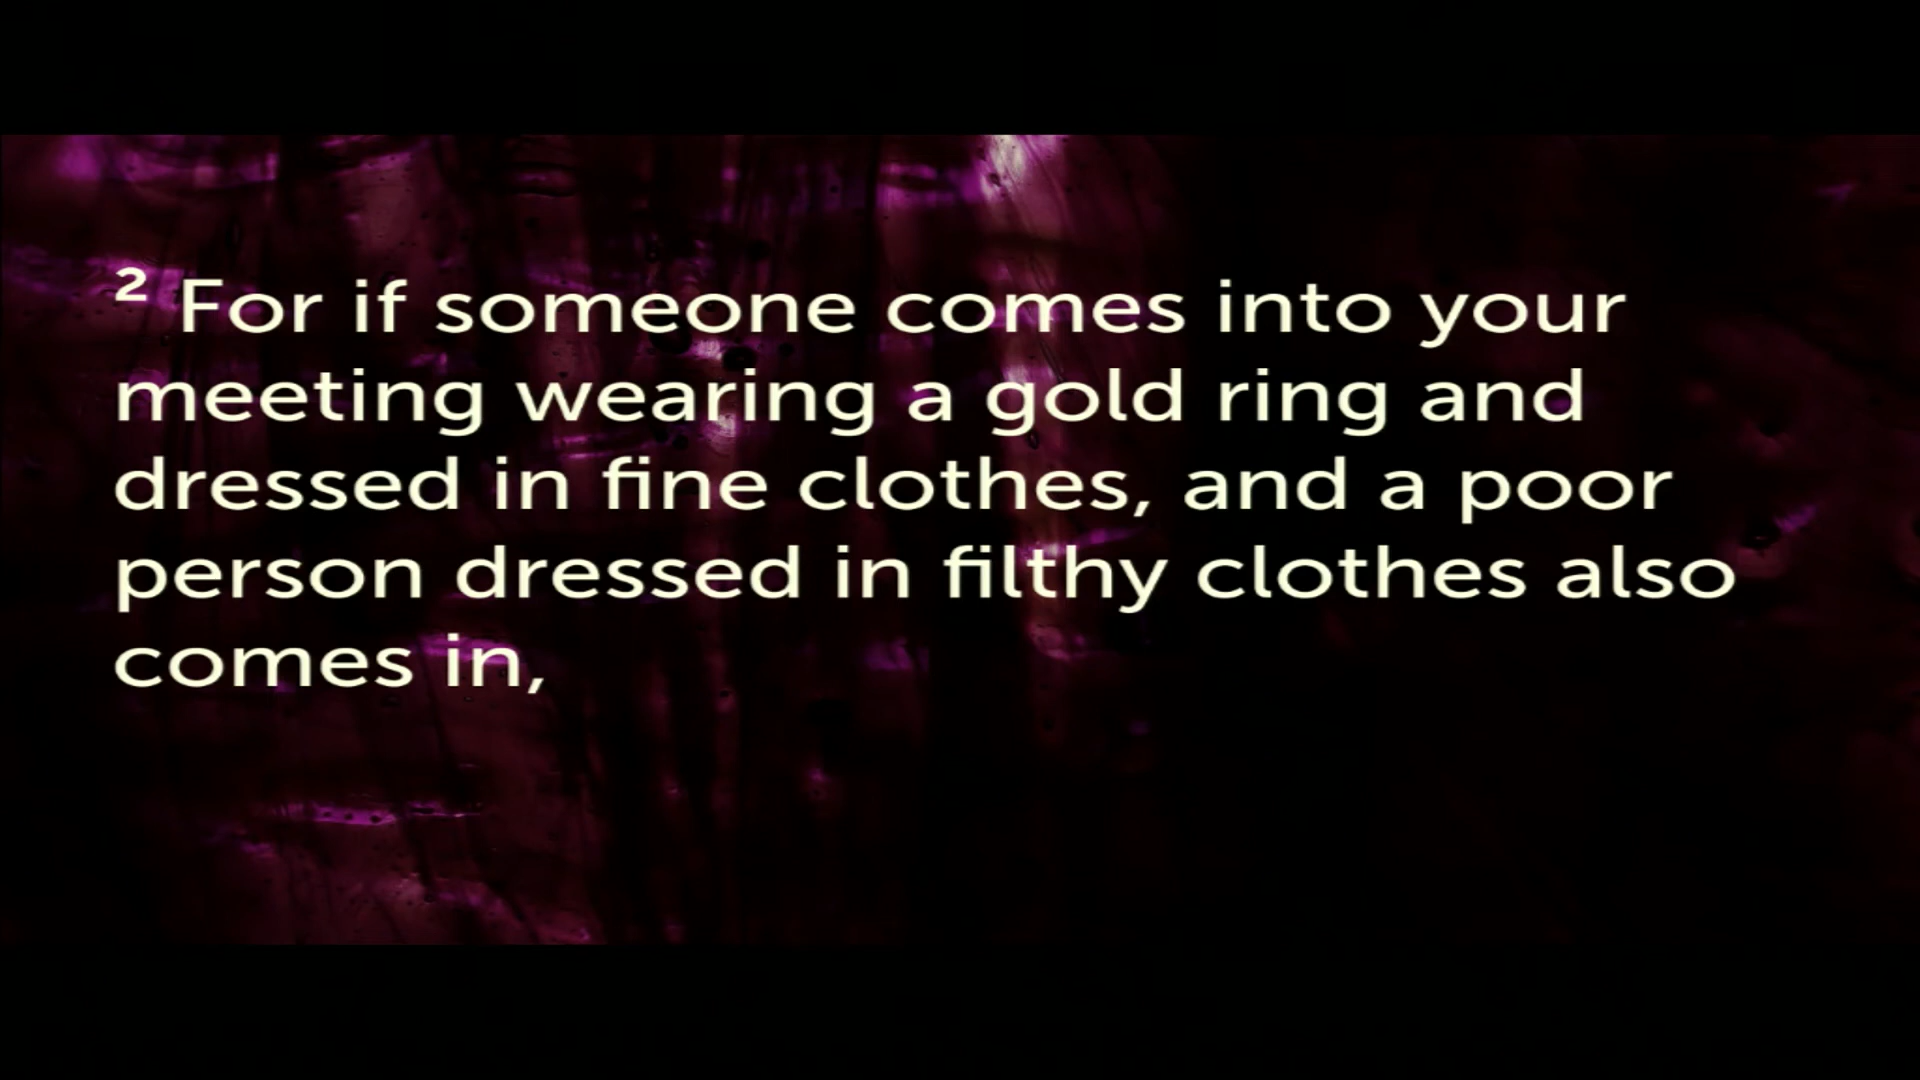 ² For if someone comes into your
meeting wearing a gold ring and
dressed in fine clothes, and a poor
person dressed in filthy clothes also
comes in,